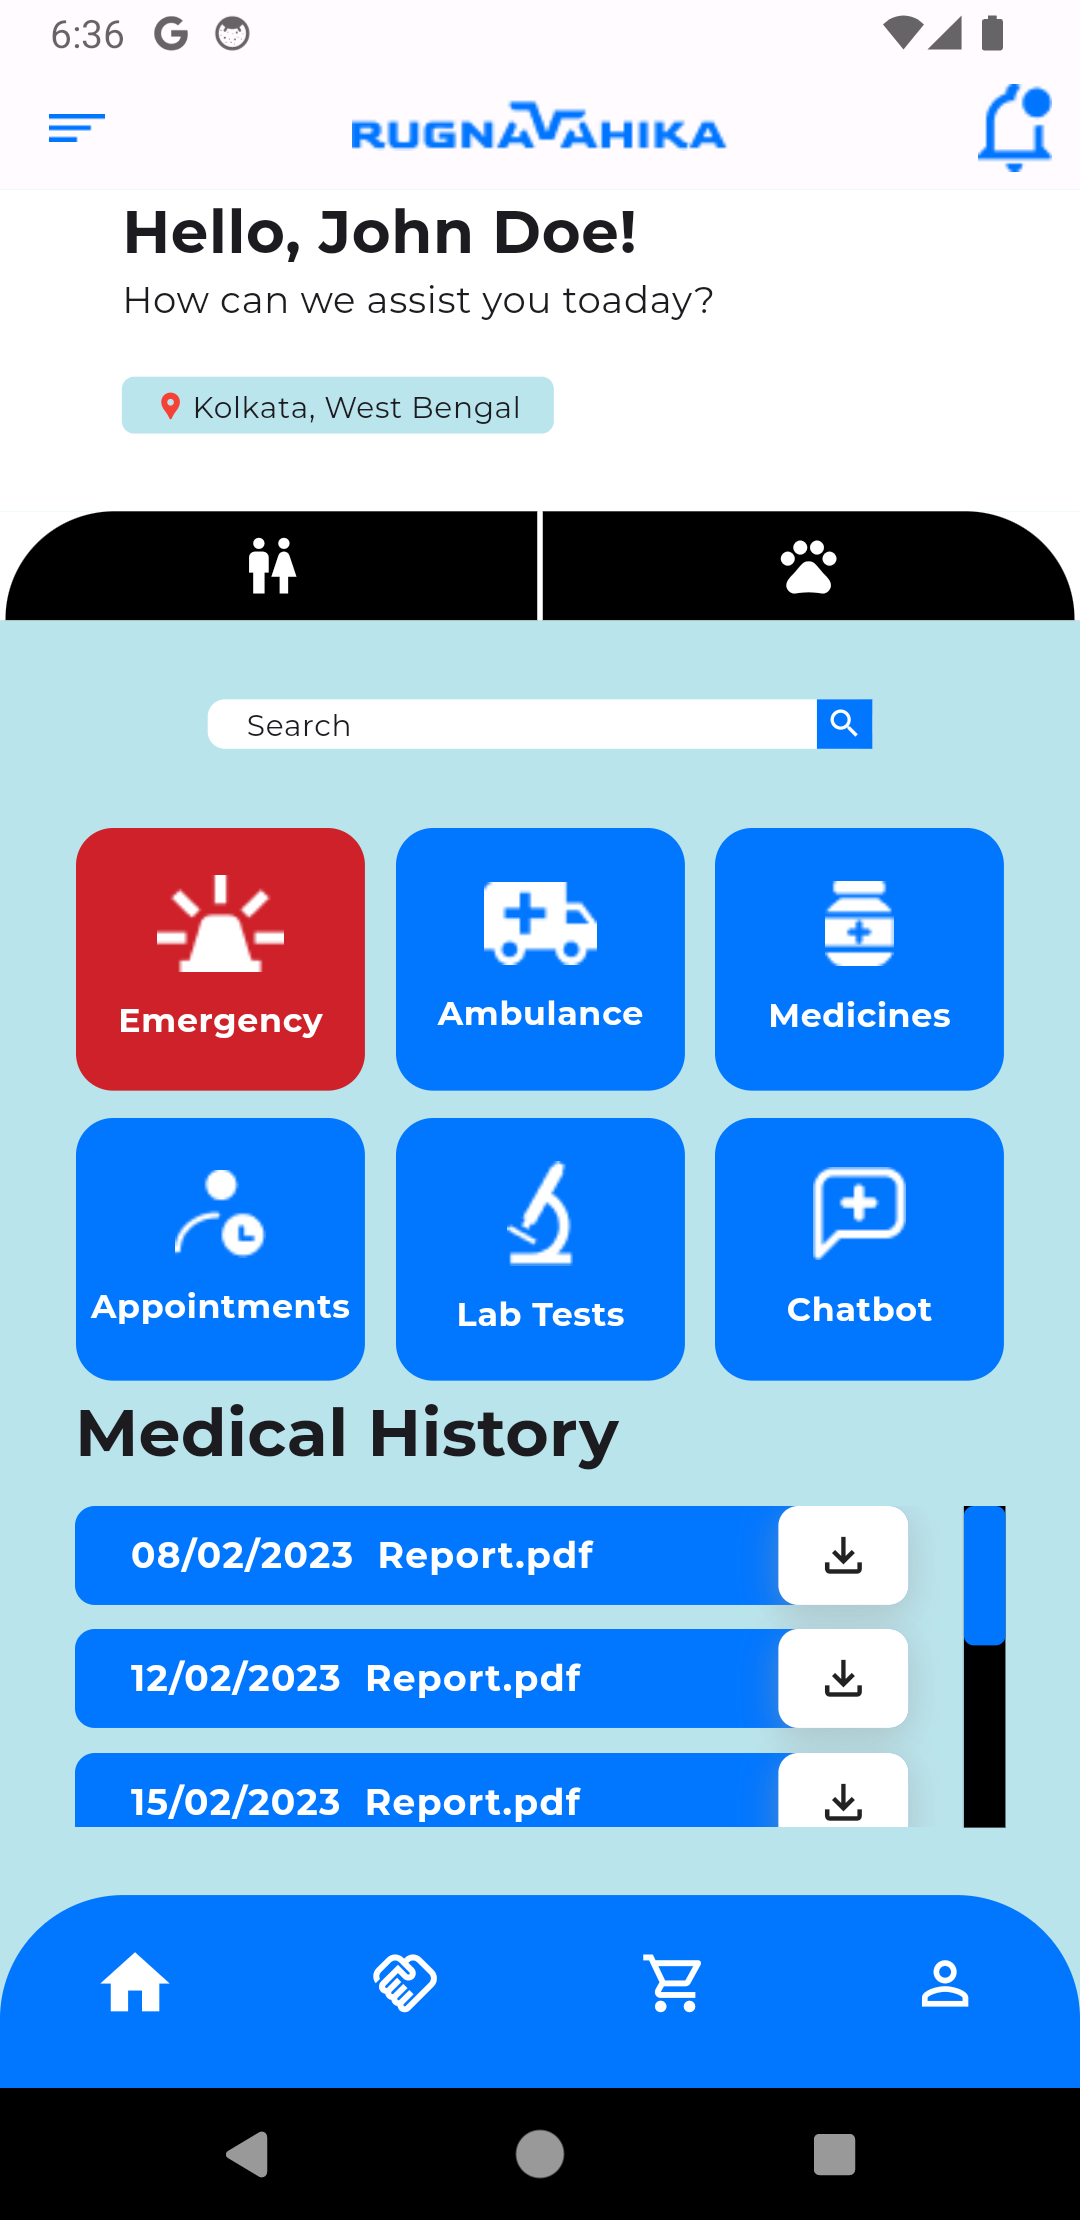 6:36
RUGNAVAHIKA
Hello, John Doe!
How can we assist you toaday?
Kolkata, West Bengal
Search
Emergency
Ambulance
Medicines
Appointments
Lab Tests
Chatbot
Medical History
08/02/2023 Report.pdf
12/02/2023 Report.pdf
15/02/2023 Report.pdf